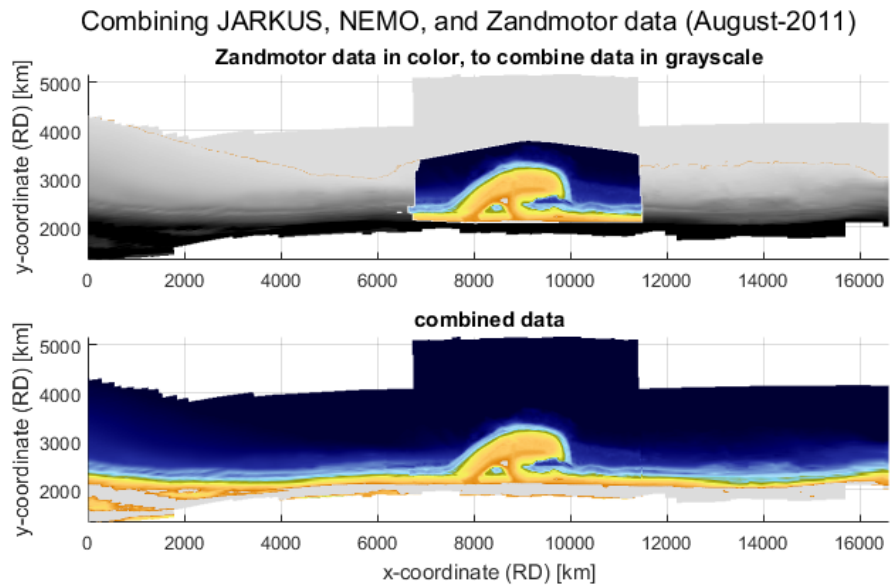 Combining JARKUS, NEMO, and Zandmotor data (August-2011)
Zandmotor data in color, to combine data in grayscale
y-coordinate (RD) [km]
5000
4000
3000
2000
0 2000 4000 6000 8000 10000 12000 14000 16000
combined data
y-coordinate (RD) [km]
5000
4000
3000
2000
0 2000 4000 6000 8000 10000 12000 14000 16000
x-coordinate (RD) [km]